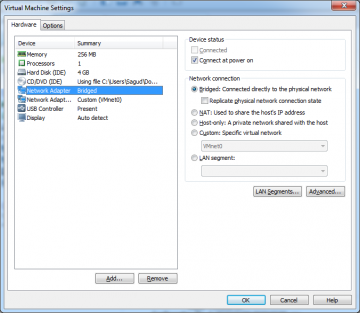 Virtual Machine Settings
Hardware
Options
Device
Summary
Memory
256 MB
Processors
1
Hard Disk (IDE)
4 GB
CD/DVD (IDE)
Using file C:\Users\Sagud\Do...
Network Adapter
Bridged
Network Adapt...
Custom (VMnet0)
USB Controller
Present
Display
Auto detect
Add...
Remove
Device status
Connected
Connect at power on
Network connection
Bridged: Connected directly to the physical network
Replicate physical network connection state
NAT: Used to share the host's IP address
Host-only: A private network shared with the host
Custom: Specific virtual network
VMnet0
LAN segment:
LAN Segments...
Advanced...
OK
Cancel
Help